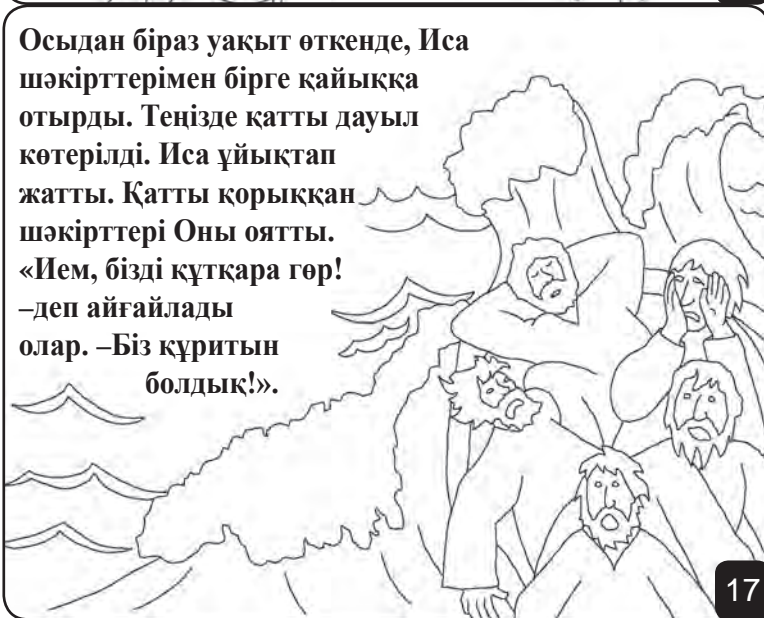 Осыдан біраз уақыт өткенде, Иса
шәкірттерімен бірге қайыққа
отырды. Теңізде қатты дауыл
көтерілді. Иса ұйықтап
жатты. Қатты қорыққан
шәкірттері Оны оятты.
«Ием, бізді құтқара гөр!
–деп айғайлады
олар. –Біз құритын
болдық!».
17